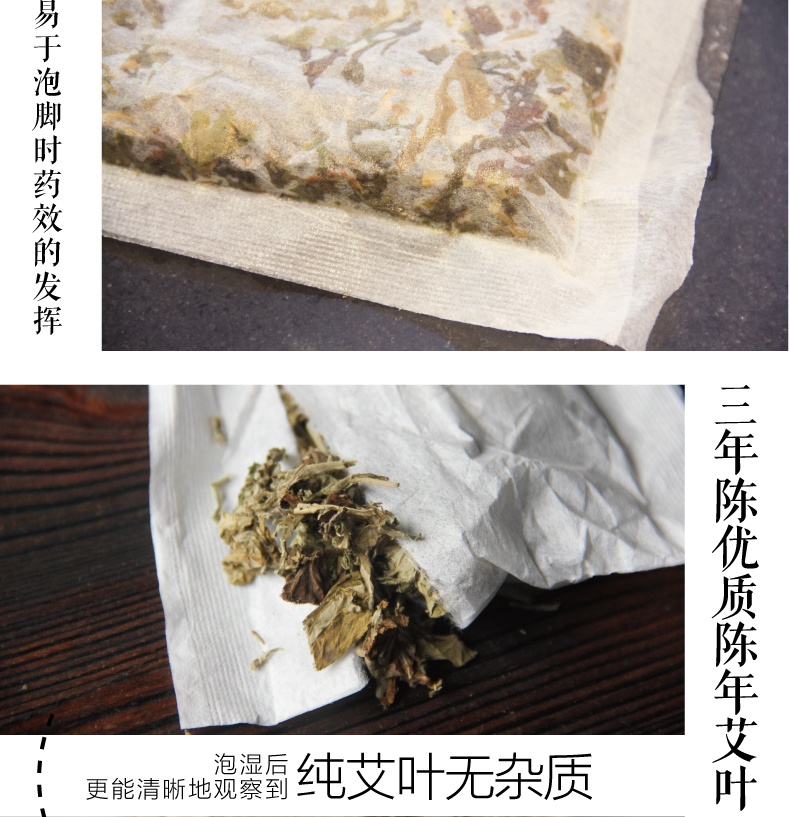 易于泡脚时药效的发挥
三年陈优质陈年艾叶
泡湿后
更能清晰地观察到
纯艾叶无杂质